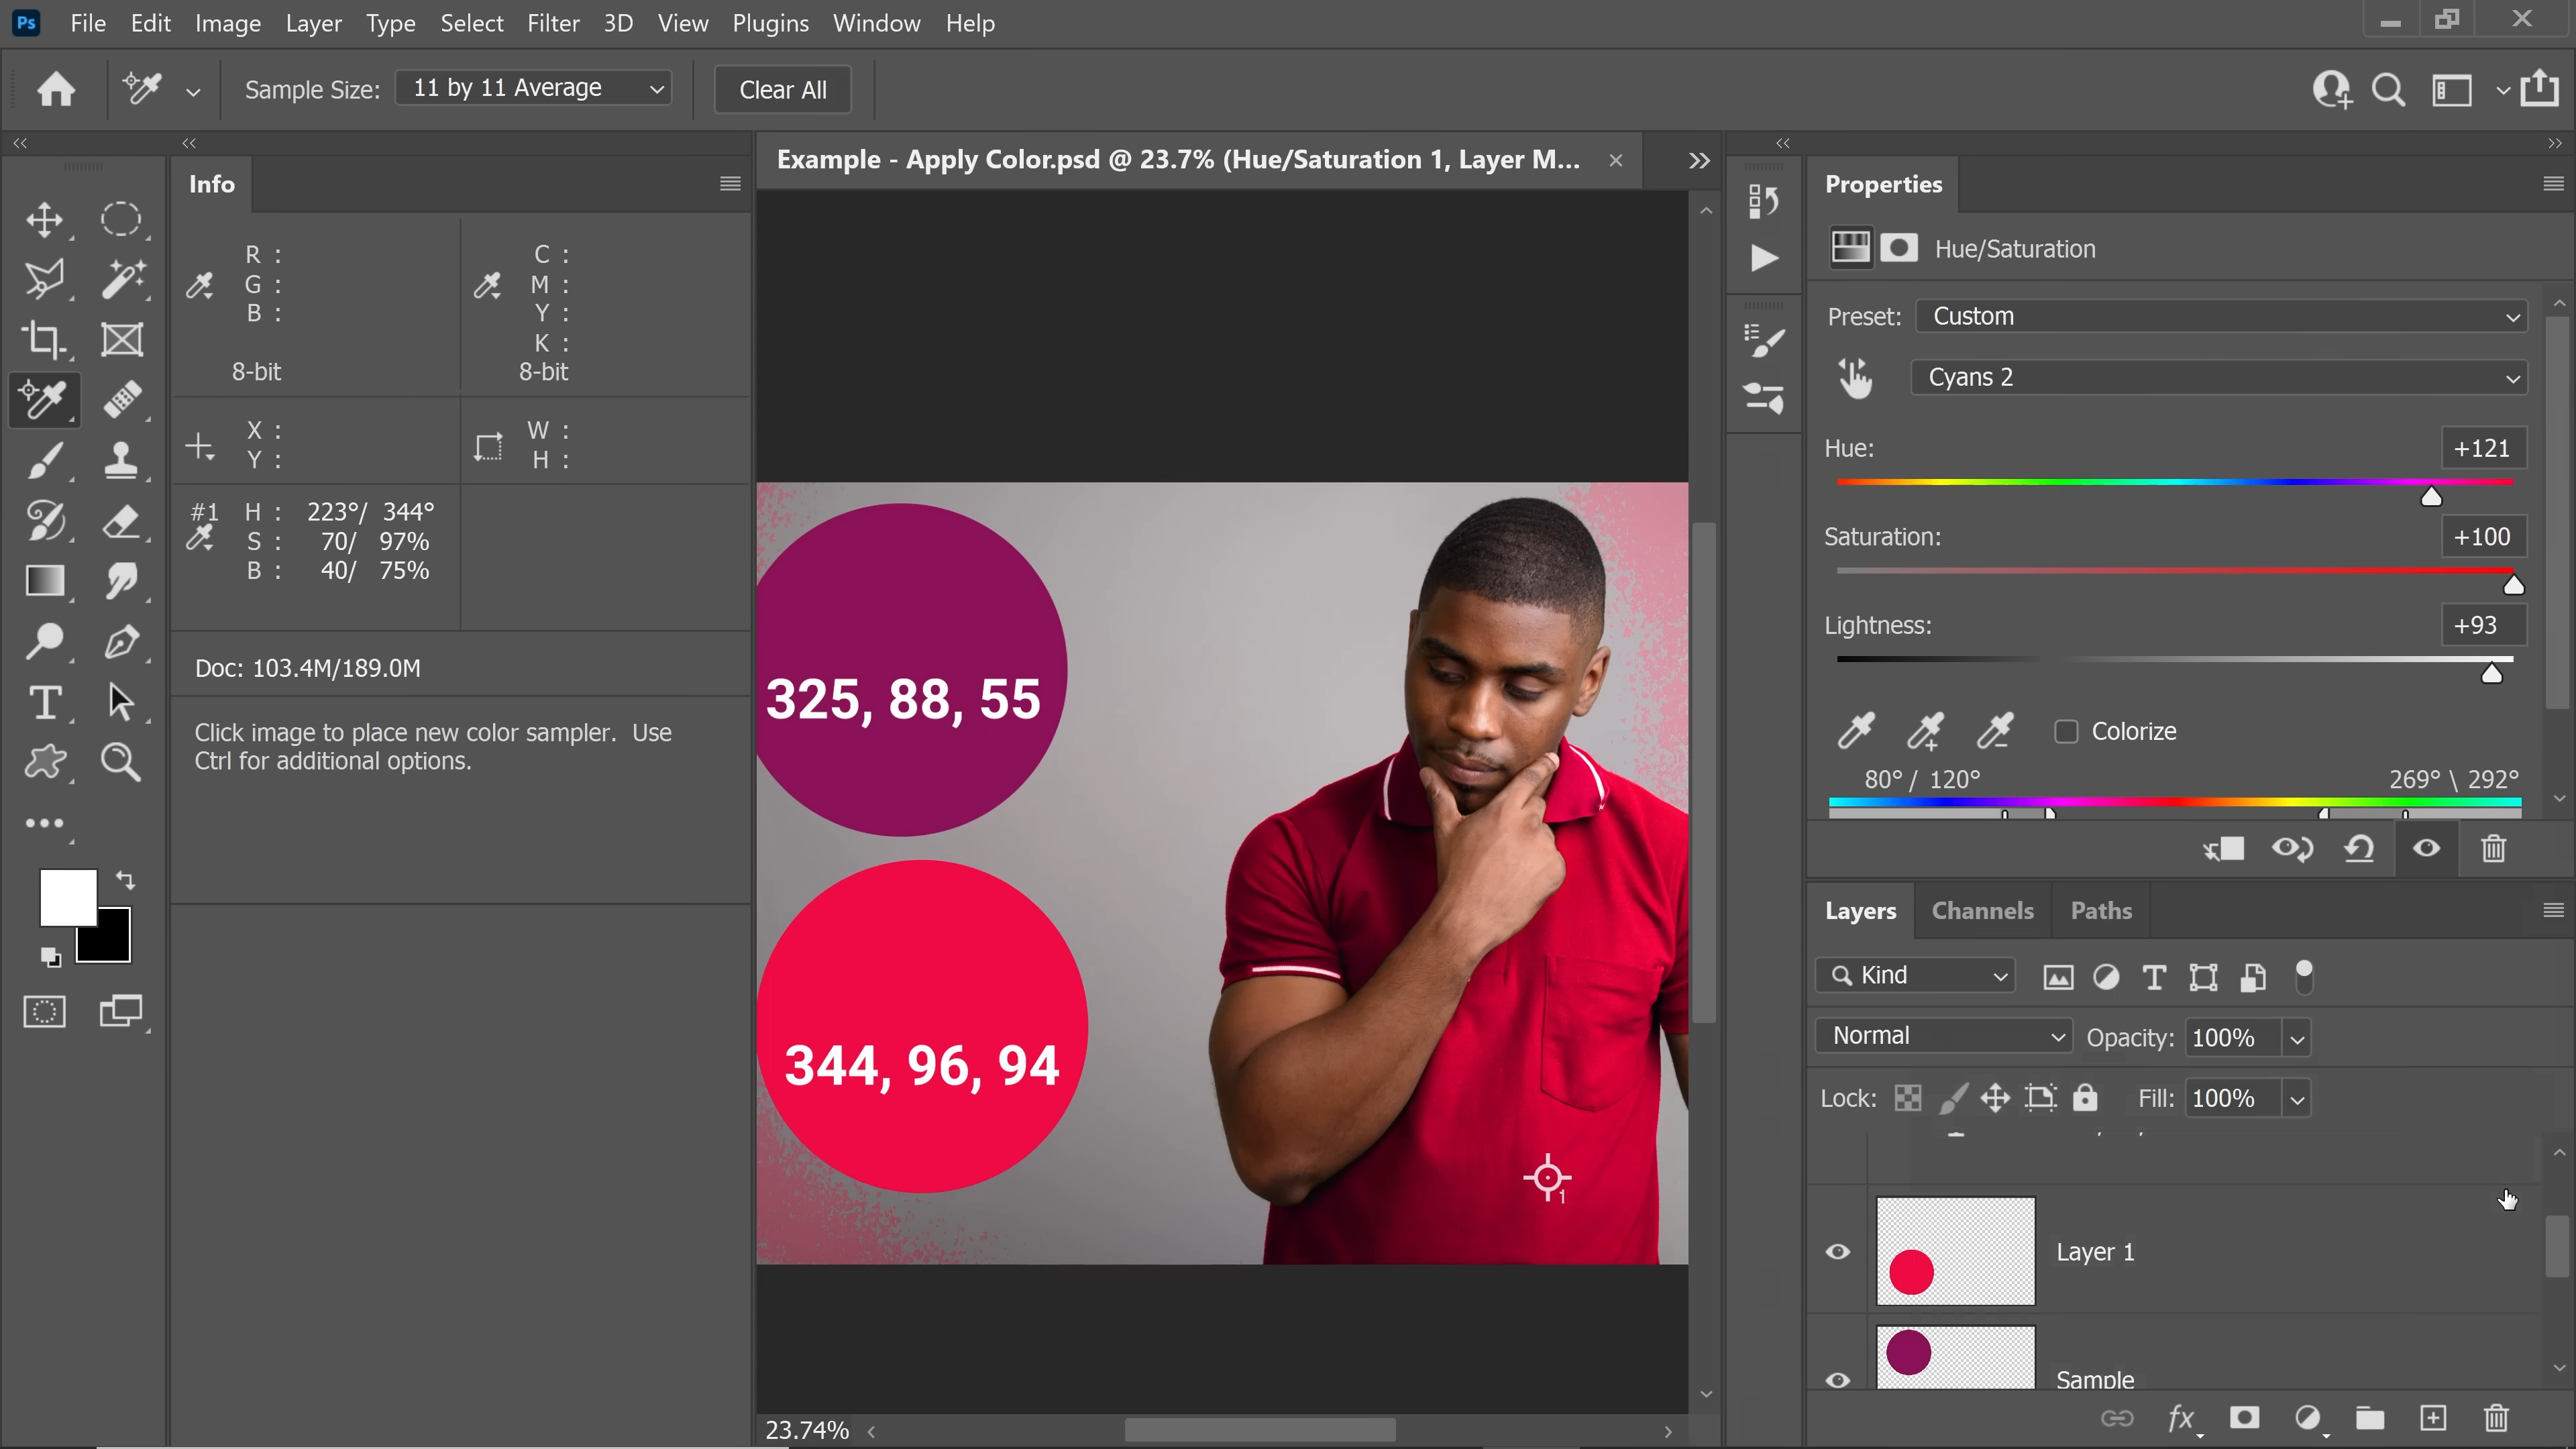 Ps File Edit Image Layer Type Select Filter 3D View Plugins Window Help
Sample Size: 11 by 11 Average Clear All
Info
R :
G :
B :
8-bit
C :
M :
Y :
K :
8-bit
X :
Y :
W :
H :
#1 H : 223°/ 344°
S : 70/ 97%
B : 40/ 75%
Doc: 103.4M/189.0M
Click image to place new color sampler. Use
Ctrl for additional options.
Example - Apply Color.psd @ 23.7% (Hue/Saturation 1, Layer M...
325, 88, 55
344, 96, 94
1
23.74%
Properties
Hue/Saturation
Preset: Custom
Cyans 2
Hue: +121
Saturation: +100
Lightness: +93
Colorize
80° / 120° 269° \ 292°
Layers Channels Paths
Kind
Normal Opacity: 100%
Lock: Fill: 100%
Layer 1
Sample
fx